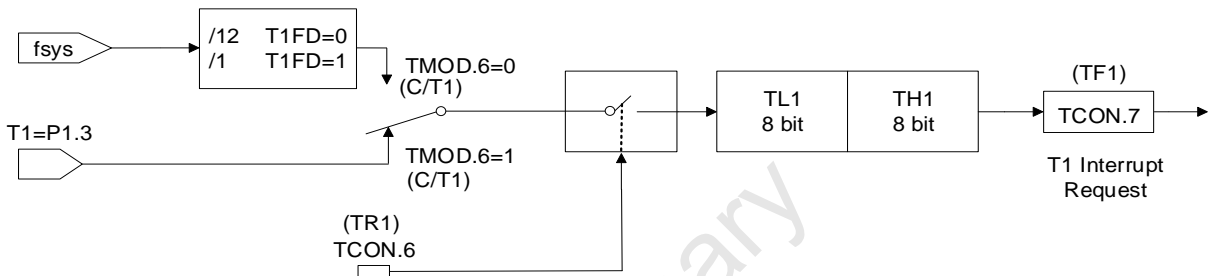 fsys
/12 T1FD=0
/1 T1FD=1
TMOD.6=0
(C/T1)
T1=P1.3
TMOD.6=1
(C/T1)
(TR1)
TCON.6
TL1
8 bit
TH1
8 bit
(TF1)
TCON.7
T1 Interrupt
Request